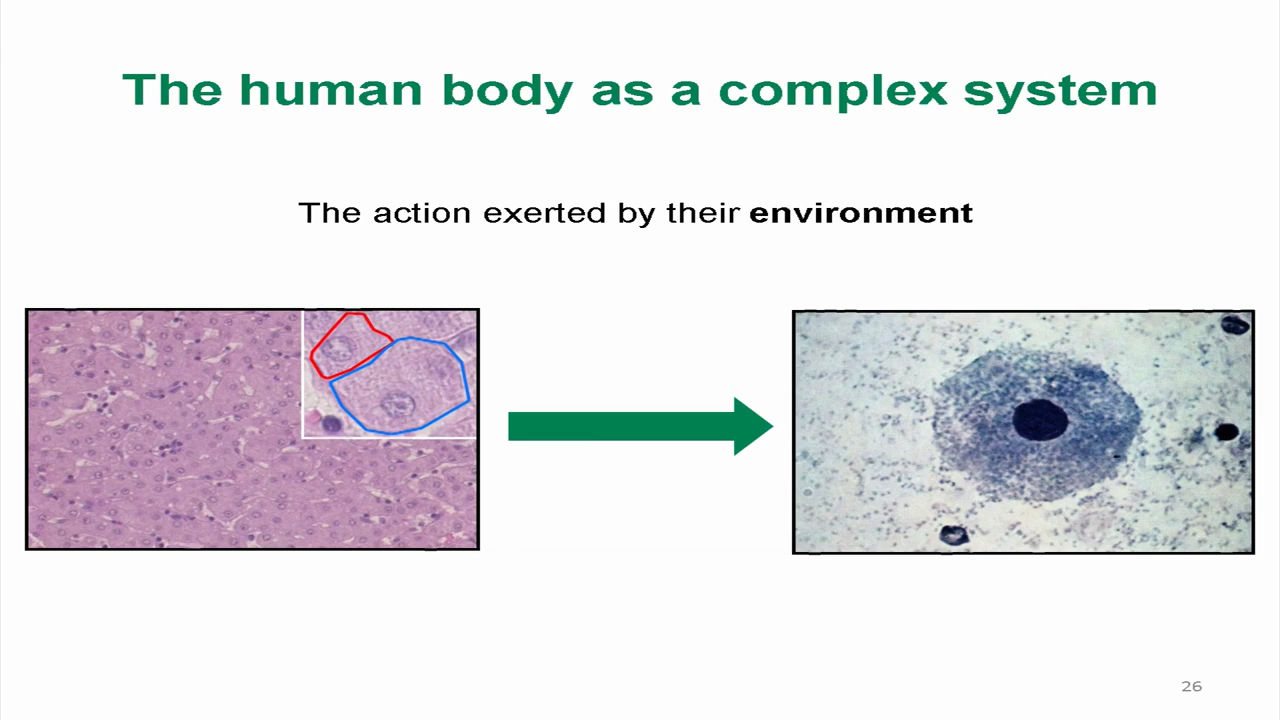 The human body as a complex system
The action exerted by their environment
26